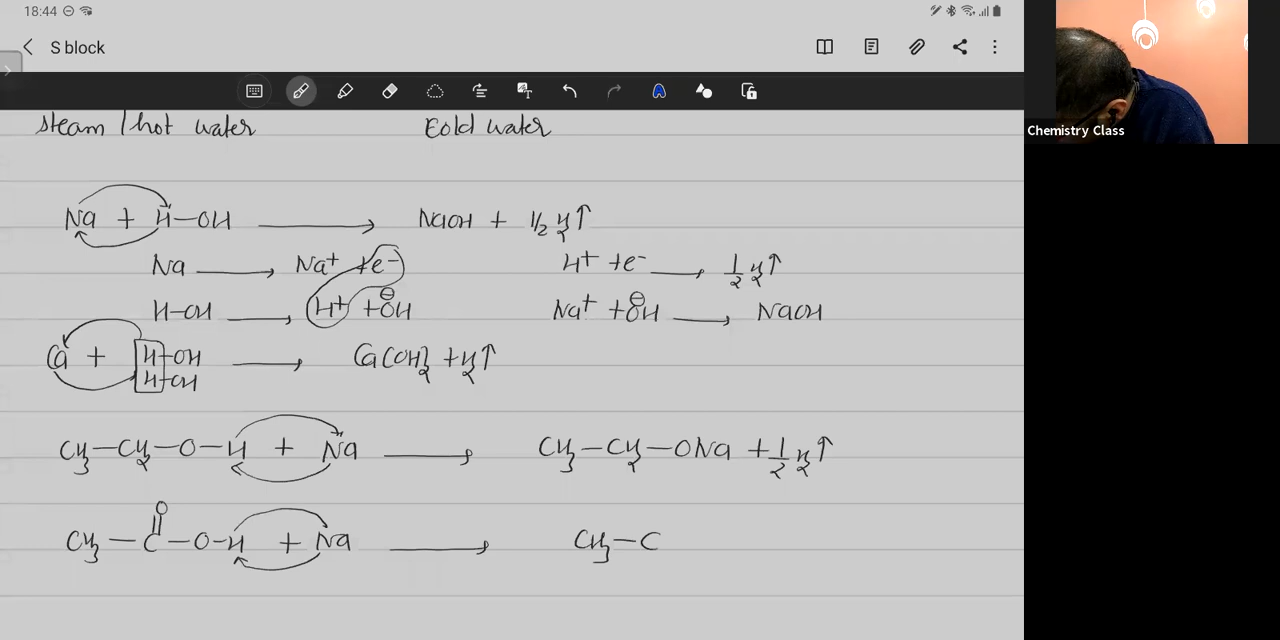 18:44
S block
Chemistry Class
steam / hot water Cold water
Na + H—OH ⟶ NaOH + 1/2 H2↑
Na ⟶ Na+ + e- H+ + e- ⟶ 1/2 H2↑
H-OH ⟶ H+ + ⊖OH Na+ + ⊖OH ⟶ NaOH
Ca + H-OH ⟶ Ca(OH)2 + H2↑
H-OH
CH3—CH2—O—H + Na ⟶ CH3—CH2—ONa + 1/2 H2↑
O
CH3—C—O-H + Na ⟶ CH3—C